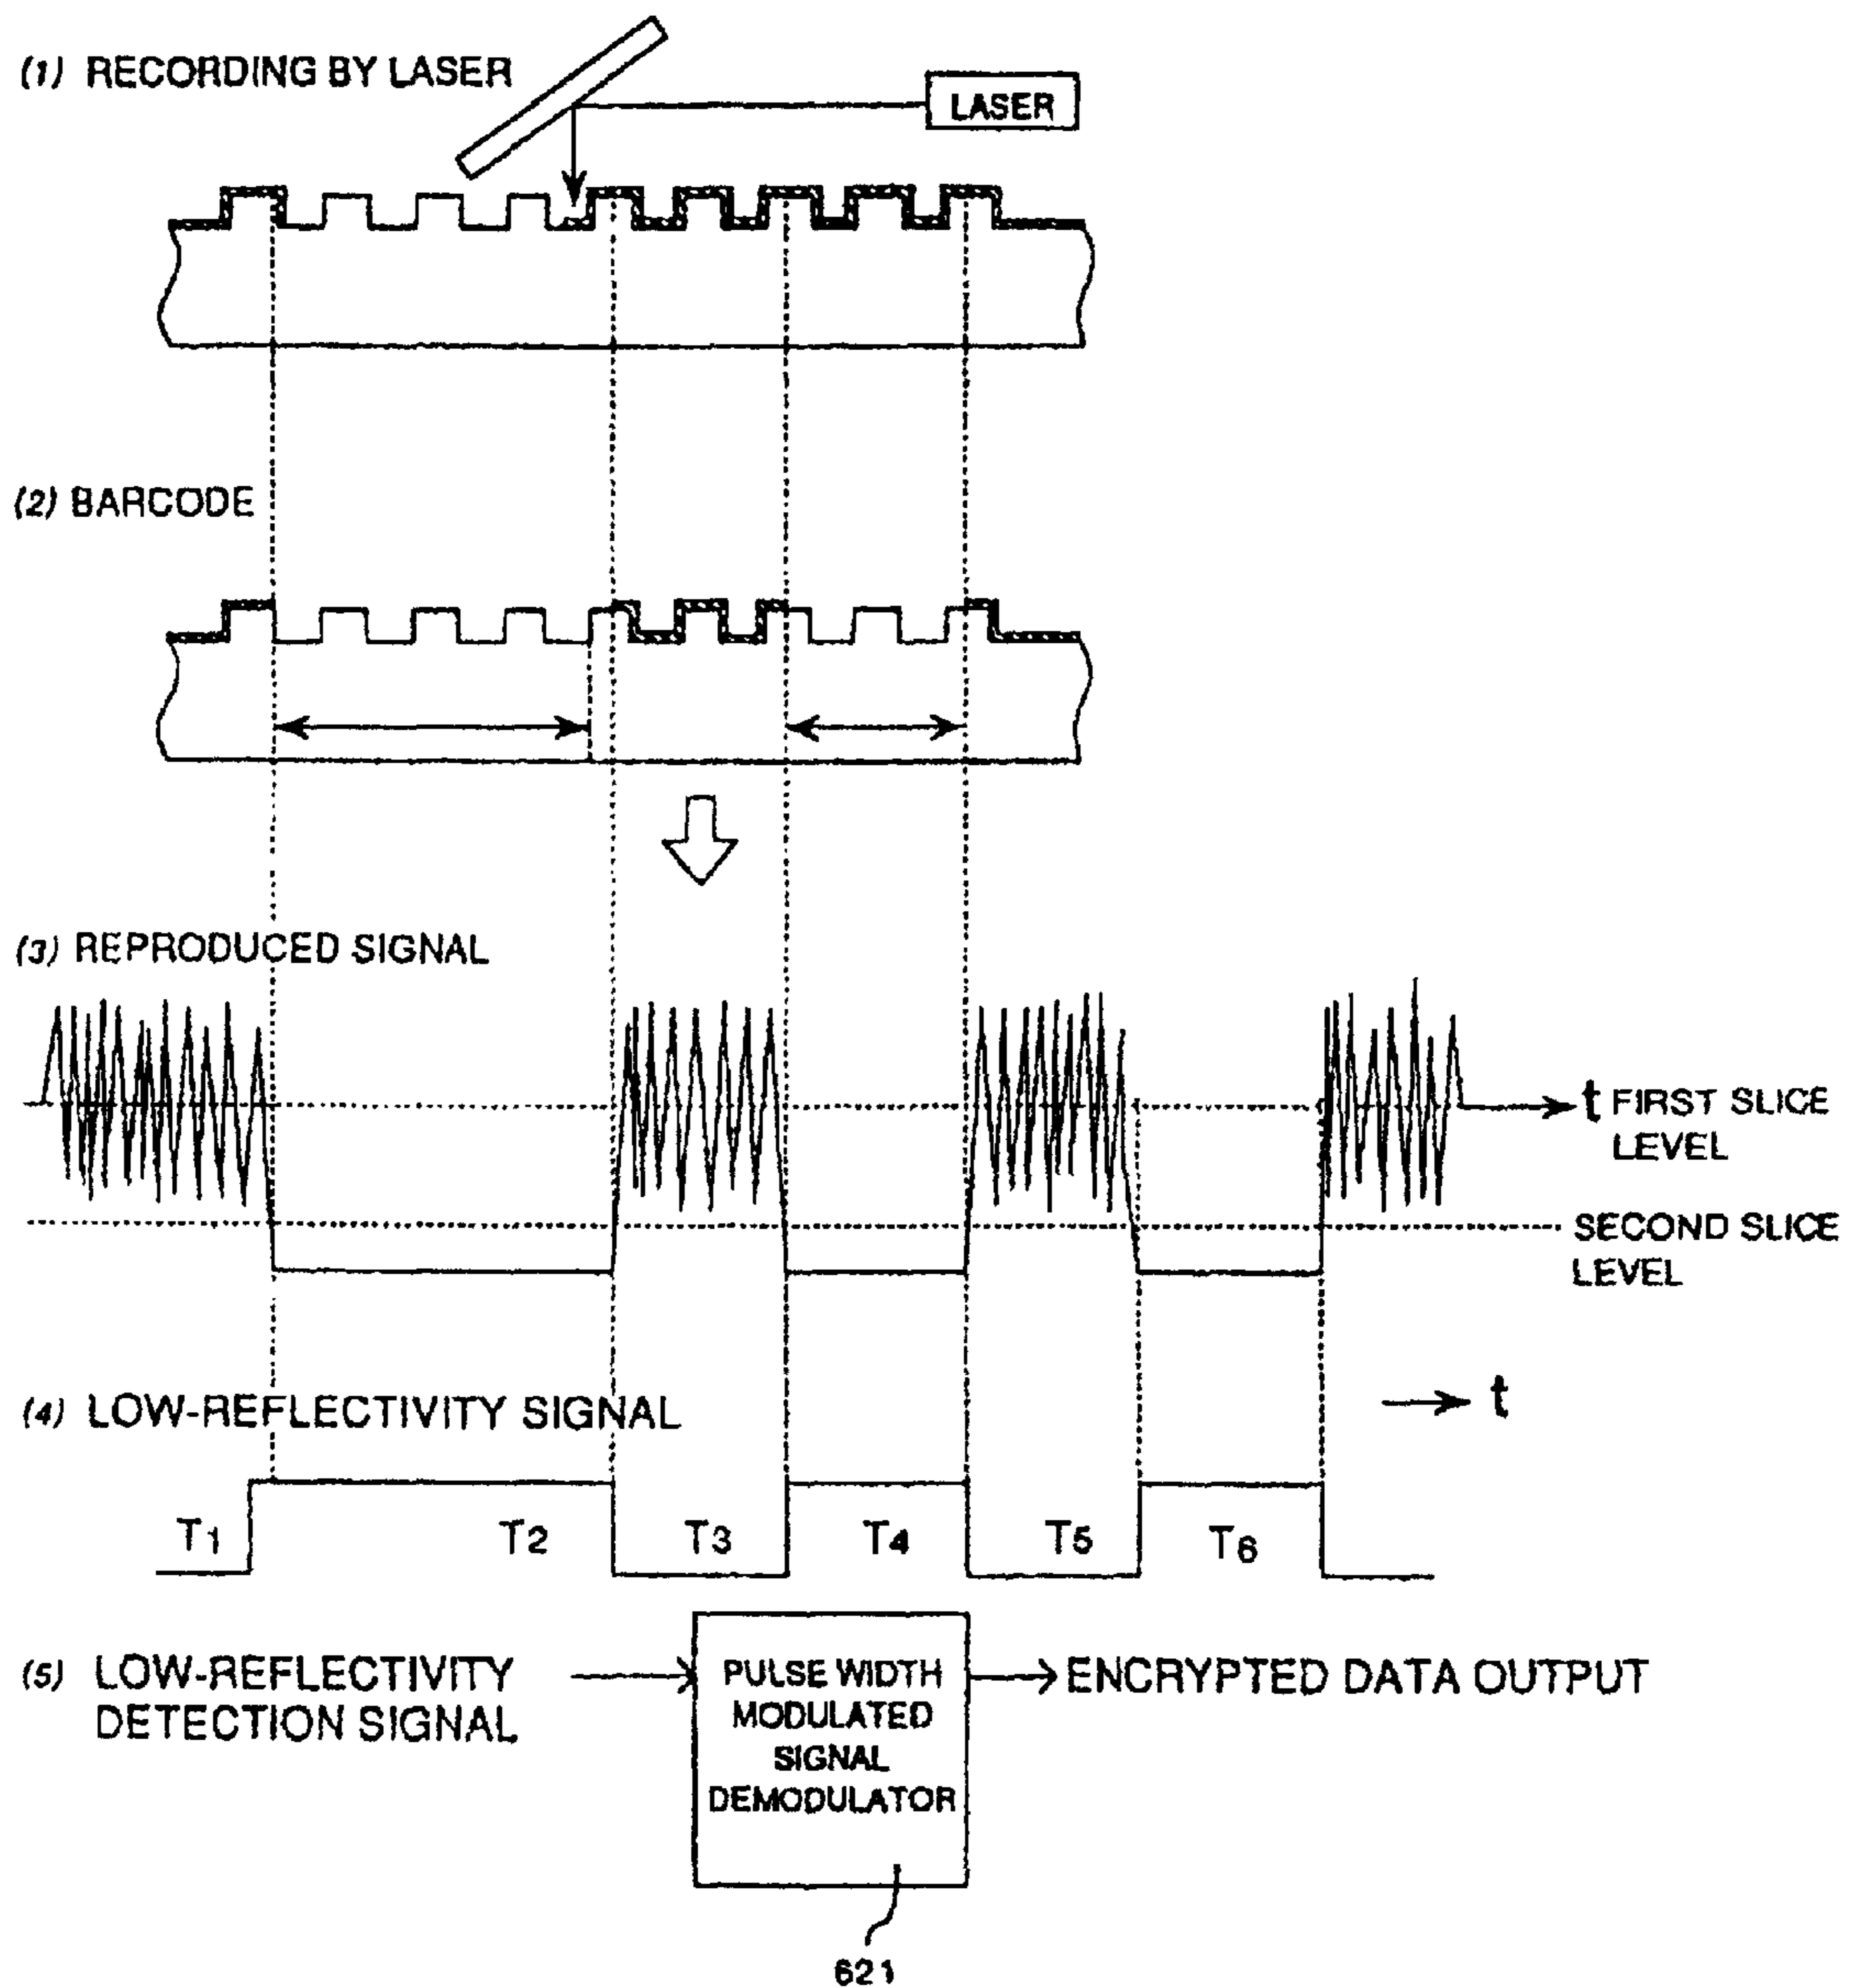 (1) RECORDING BY LASER
LASER
(2) BARCODE
(3) REPRODUCED SIGNAL
t FIRST SLICE
LEVEL
SECOND SLICE
LEVEL
(4) LOW-REFLECTIVITY SIGNAL
t
T1 T2 T3 T4 T5 T6
(5) LOW-REFLECTIVITY
DETECTION SIGNAL
PULSE WIDTH
MODULATED
SIGNAL
DEMODULATOR
ENCRYPTED DATA OUTPUT
621